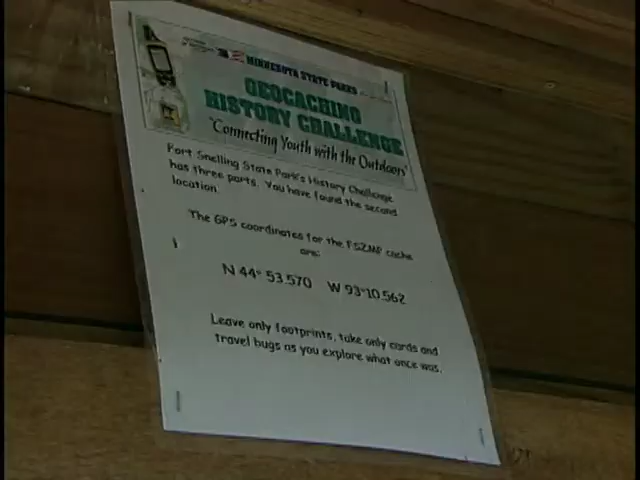 MINNESOTA STATE PARKS
GEOCACHING
HISTORY CHALLENGE
"Connecting Youth with the Outdoors"
Fort Snelling State Park's History Challenge
has three parts. You have found the second
location.
The GPS coordinates for the FSZMP cache
are:
N 44° 53.570 W 93°10.562
Leave only footprints, take only cards and
travel bugs as you explore what once was.